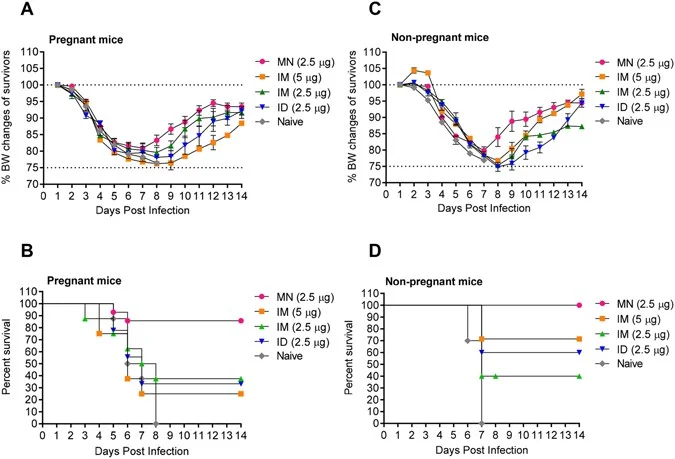 A
Pregnant mice
% BW changes of survivors
110
105
100
95
90
85
80
75
70
0 1 2 3 4 5 6 7 8 9 10 11 12 13 14
Days Post Infection
MN (2.5 μg)
IM (5 μg)
IM (2.5 μg)
ID (2.5 μg)
Naive
C
Non-pregnant mice
% BW changes of survivors
110
105
100
95
90
85
80
75
70
0 1 2 3 4 5 6 7 8 9 10 11 12 13 14
Days Post Infection
MN (2.5 μg)
IM (5 μg)
IM (2.5 μg)
ID (2.5 μg)
Naive
B
Pregnant mice
Percent survival
110
100
90
80
70
60
50
40
30
20
10
0
0 1 2 3 4 5 6 7 8 9 10 11 12 13 14
Days Post Infection
MN (2.5 μg)
IM (5 μg)
IM (2.5 μg)
ID (2.5 μg)
Naive
D
Non-pregnant mice
Percent survival
110
100
90
80
70
60
50
40
30
20
10
0
0 1 2 3 4 5 6 7 8 9 10 11 12 13 14
Days Post Infection
MN (2.5 μg)
IM (5 μg)
IM (2.5 μg)
ID (2.5 μg)
Naive